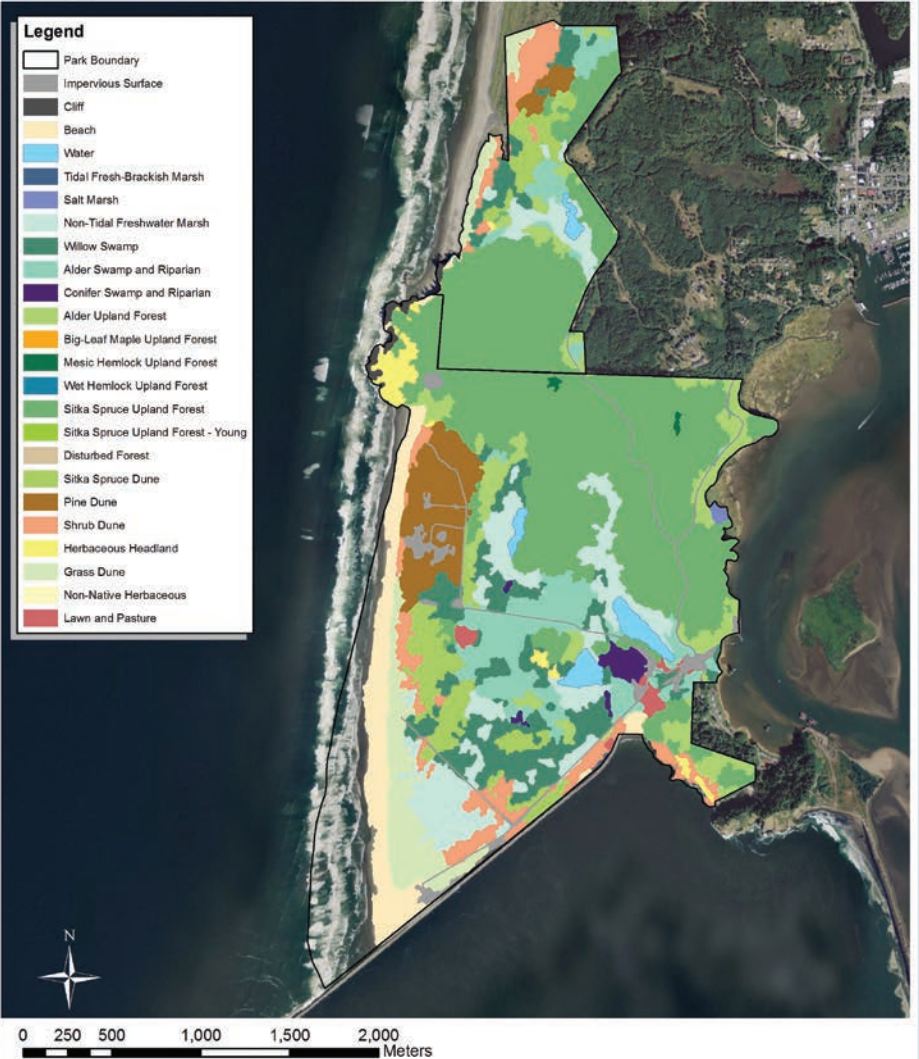 Legend
Park Boundary
Impervious Surface
Cliff
Beach
Water
Tidal Fresh-Brackish Marsh
Salt Marsh
Non-Tidal Freshwater Marsh
Willow Swamp
Alder Swamp and Riparian
Conifer Swamp and Riparian
Alder Upland Forest
Big-Leaf Maple Upland Forest
Mesic Hemlock Upland Forest
Wet Hemlock Upland Forest
Sitka Spruce Upland Forest
Sitka Spruce Upland Forest - Young
Disturbed Forest
Sitka Spruce Dune
Pine Dune
Shrub Dune
Herbaceous Headland
Grass Dune
Non-Native Herbaceous
Lawn and Pasture
N
0 250 500 1,000 1,500 2,000
Meters